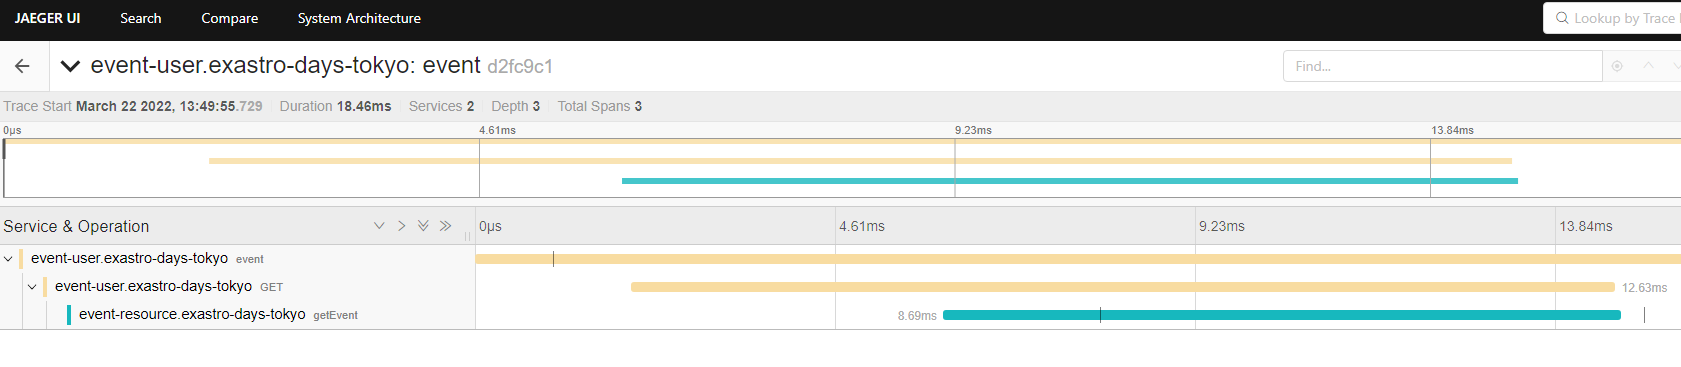 JAEGER UI Search Compare System Architecture Lookup by Trace
event-user.exastro-days-tokyo: event d2fc9c1 Find...
Trace Start March 22 2022, 13:49:55.729 Duration 18.46ms Services 2 Depth 3 Total Spans 3
0μs 4.61ms 9.23ms 13.84ms
Service & Operation 0μs 4.61ms 9.23ms 13.84ms
event-user.exastro-days-tokyo event
event-user.exastro-days-tokyo GET 12.63ms
event-resource.exastro-days-tokyo getEvent 8.69ms